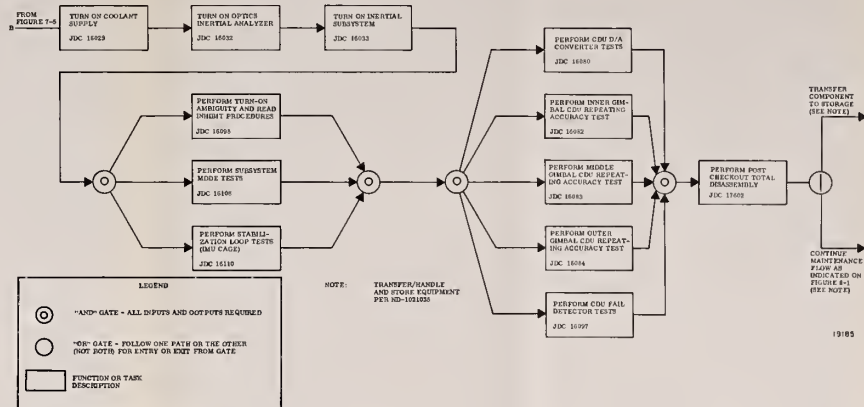 FROM
FIGURE 7-5
B
TURN ON COOLANT
SUPPLY
JDC 16029
TURN ON OPTICS
INERTIAL ANALYZER
JDC 16032
TURN ON INERTIAL
SUBSYSTEM
JDC 16033
PERFORM TURN-ON
AMBIGUITY AND READ
INHIBIT PROCEDURES
JDC 16098
PERFORM SUBSYSTEM
MODE TESTS
JDC 16108
PERFORM STABILI-
ZATION LOOP TESTS
(IMU CAGE)
JDC 16110
PERFORM CDU D/A
CONVERTER TESTS
JDC 16080
PERFORM INNER GIM-
BAL CDU REPEATING
ACCURACY TEST
JDC 16082
PERFORM MIDDLE
GIMBAL CDU REPEAT-
ING ACCURACY TEST
JDC 16083
PERFORM OUTER
GIMBAL CDU REPEAT-
ING ACCURACY TEST
JDC 16084
PERFORM CDU FAIL
DETECTOR TESTS
JDC 16097
PERFORM POST
CHECKOUT TOTAL
DISASSEMBLY
JDC 17602
TRANSFER
COMPONENT
TO STORAGE
(SEE NOTE)
CONTINUE
MAINTENANCE
FLOW AS
INDICATED ON
FIGURE 8-1
(SEE NOTE)
NOTE: TRANSFER/HANDLE
AND STORE EQUIPMENT
PER ND-1021038
LEGEND
"AND" GATE - ALL INPUTS AND OUTPUTS REQUIRED
"OR" GATE - FOLLOW ONE PATH OR THE OTHER
(NOT BOTH) FOR ENTRY OR EXIT FROM GATE
FUNCTION OR TASK
DESCRIPTION
19185